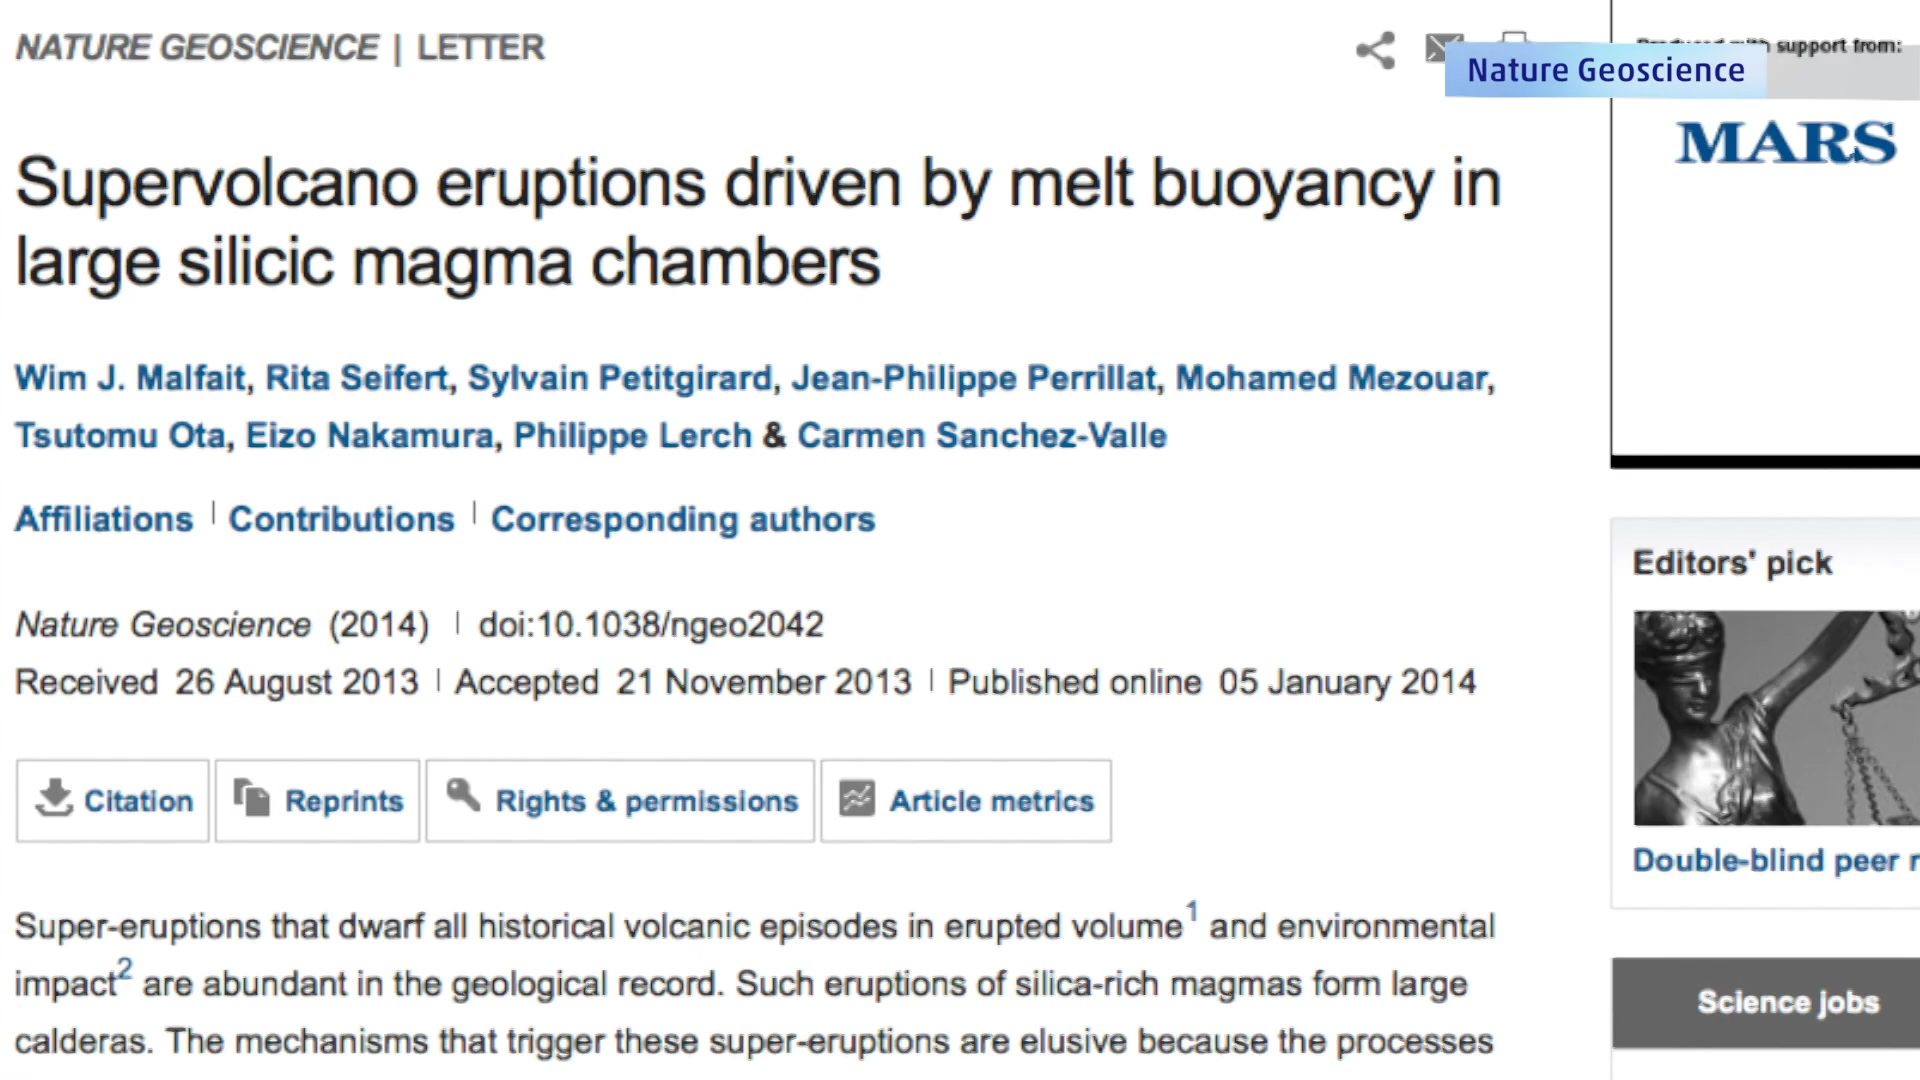 NATURE GEOSCIENCE | LETTER
support from:
Nature Geoscience
MARS
Supervolcano eruptions driven by melt buoyancy in
large silicic magma chambers
Wim J. Malfait, Rita Seifert, Sylvain Petitgirard, Jean-Philippe Perrillat, Mohamed Mezouar,
Tsutomu Ota, Eizo Nakamura, Philippe Lerch & Carmen Sanchez-Valle
Affiliations | Contributions | Corresponding authors
Nature Geoscience (2014) | doi:10.1038/ngeo2042
Received 26 August 2013 | Accepted 21 November 2013 | Published online 05 January 2014
Citation
Reprints
Rights & permissions
Article metrics
Super-eruptions that dwarf all historical volcanic episodes in erupted volume1 and environmental
impact2 are abundant in the geological record. Such eruptions of silica-rich magmas form large
calderas. The mechanisms that trigger these super-eruptions are elusive because the processes
Editors' pick
Double-blind peer
Science jobs